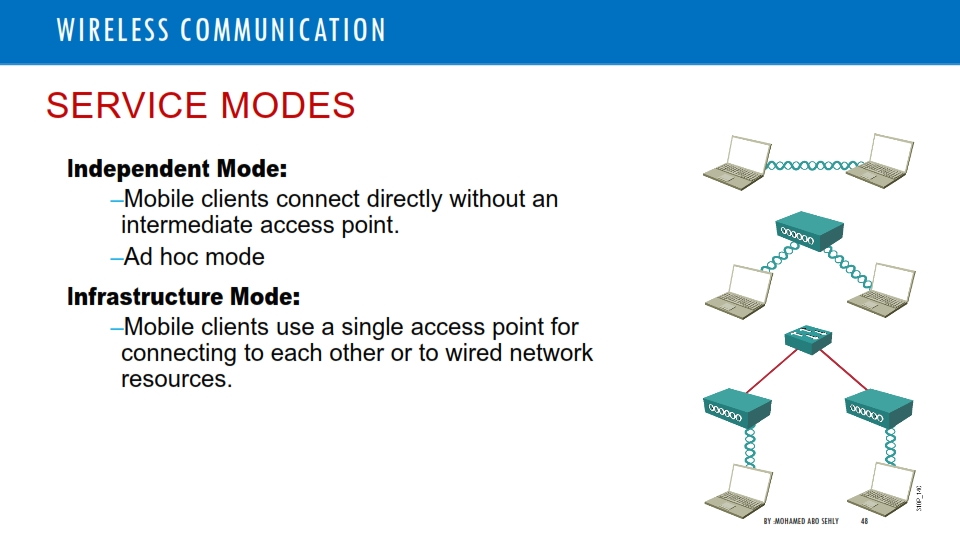 WIRELESS COMMUNICATION
SERVICE MODES
Independent Mode:
–Mobile clients connect directly without an
intermediate access point.
–Ad hoc mode
Infrastructure Mode:
–Mobile clients use a single access point for
connecting to each other or to wired network
resources.
BY :MOHAMED ABO SEHLY 48